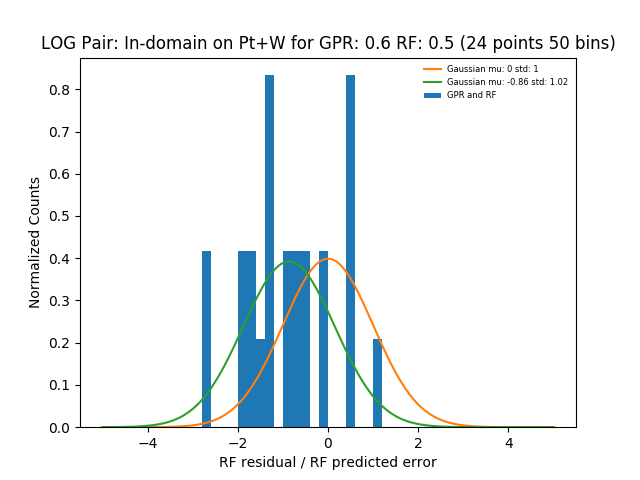 LOG Pair: In-domain on Pt+W for GPR: 0.6 RF: 0.5 (24 points 50 bins)
Gaussian mu: 0 std: 1
Gaussian mu: -0.86 std: 1.02
GPR and RF
Normalized Counts
0.8
0.7
0.6
0.5
0.4
0.3
0.2
0.1
0.0
−4 −2 0 2 4
RF residual / RF predicted error